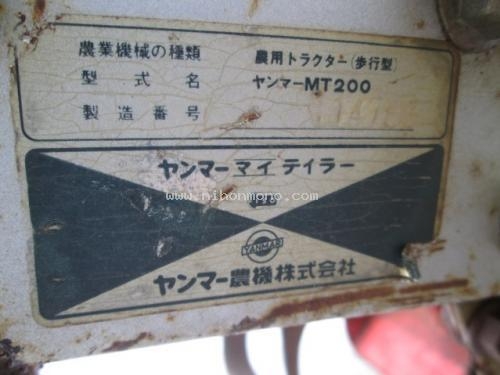 農業機械の種類 農用トラクター(歩行型)
型式名 ヤンマーMT200
製造番号
www.nihonmono.com
ヤンマーマイティラー
YANMAR
ヤンマー農機株式会社